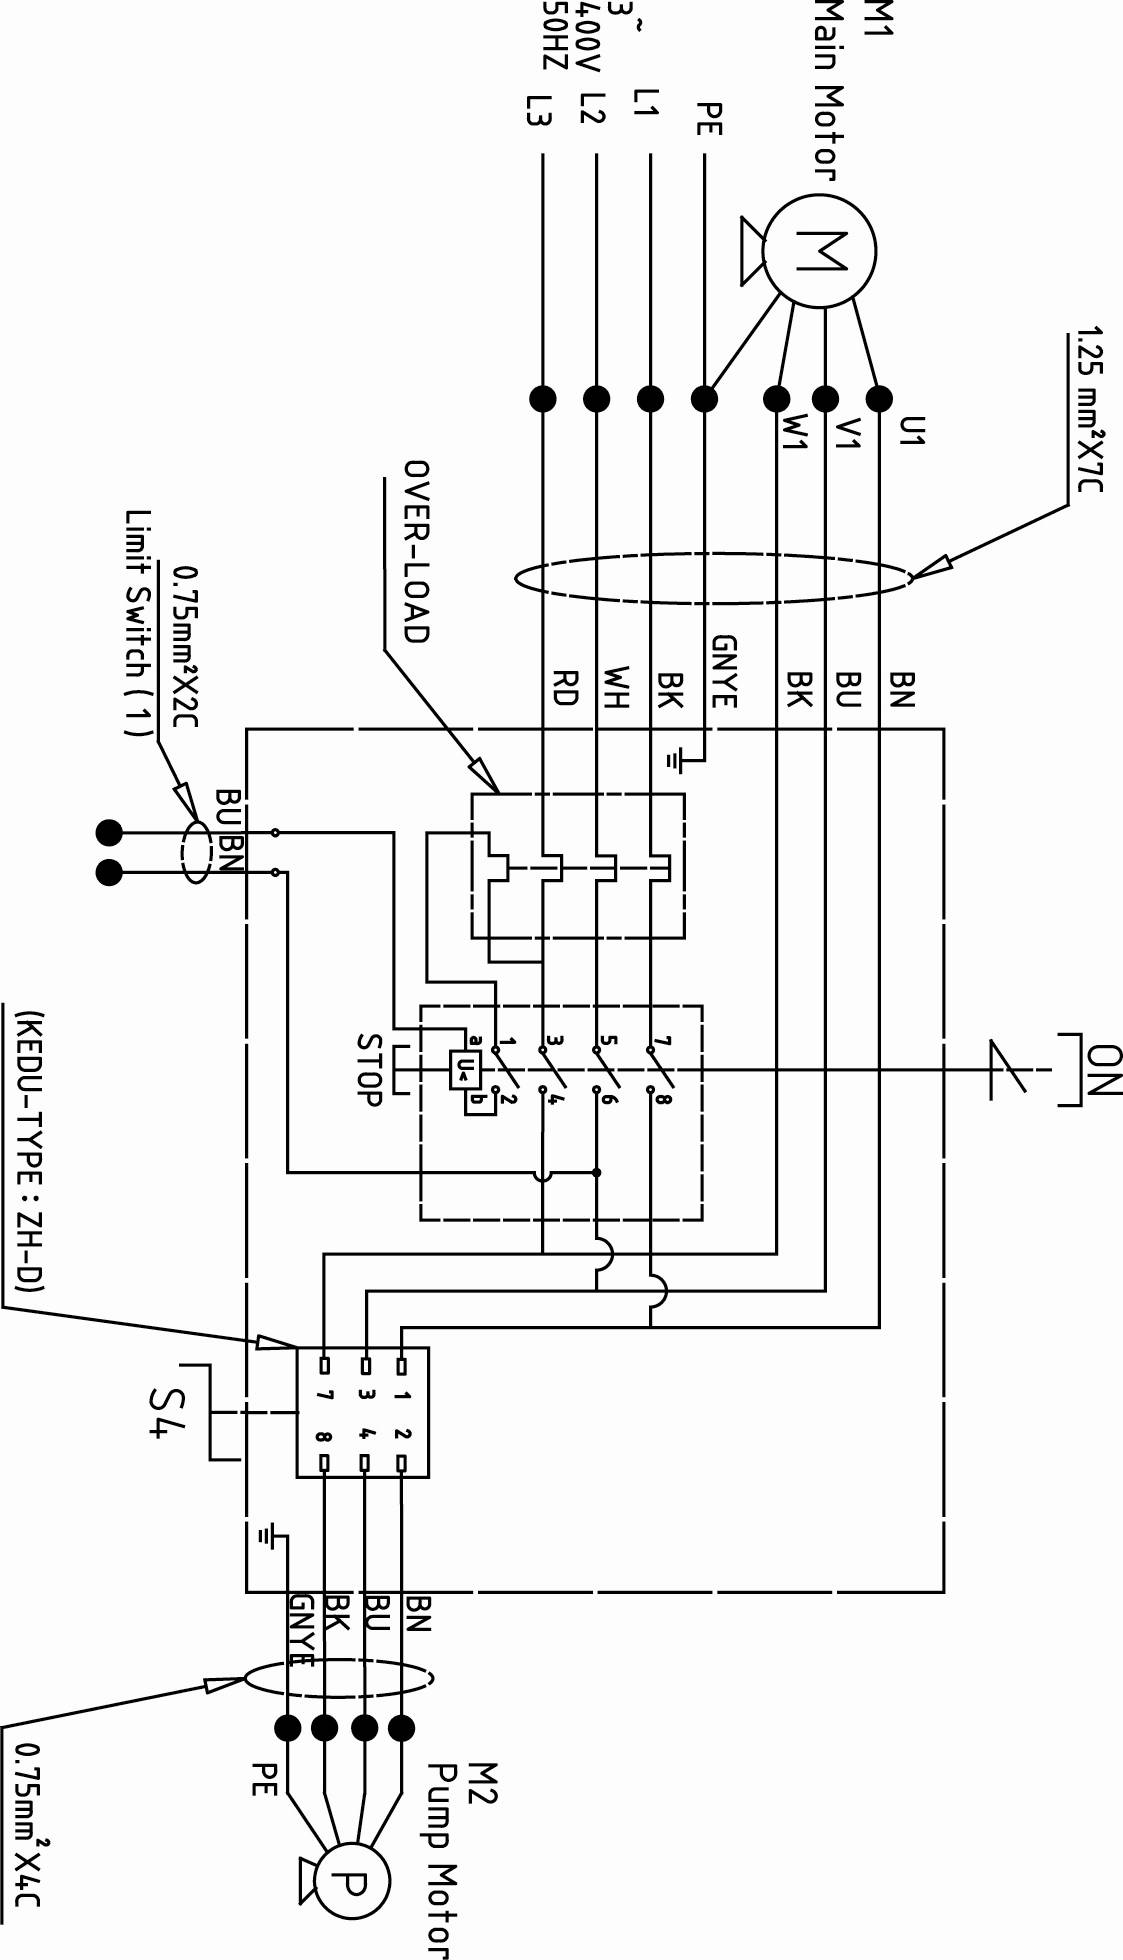 M1
Main Motor
3 ~
400V
50HZ
PE
L1
L2
L3
M
U1
V1
W1
1.25 mm²X7C
OVER-LOAD
BN
BU
BK
GNYE
BK
WH
RD
0.75mm²X2C
Limit Switch (1)
BU
BN
ON
STOP
7
8
5
6
3
4
1
2
a
b
U<
(KEDU-TYPE: ZH-D)
S4
1
2
3
4
7
8
BN
BU
BK
GNYE
PE
M2
Pump Motor
P
0.75mm²X4C